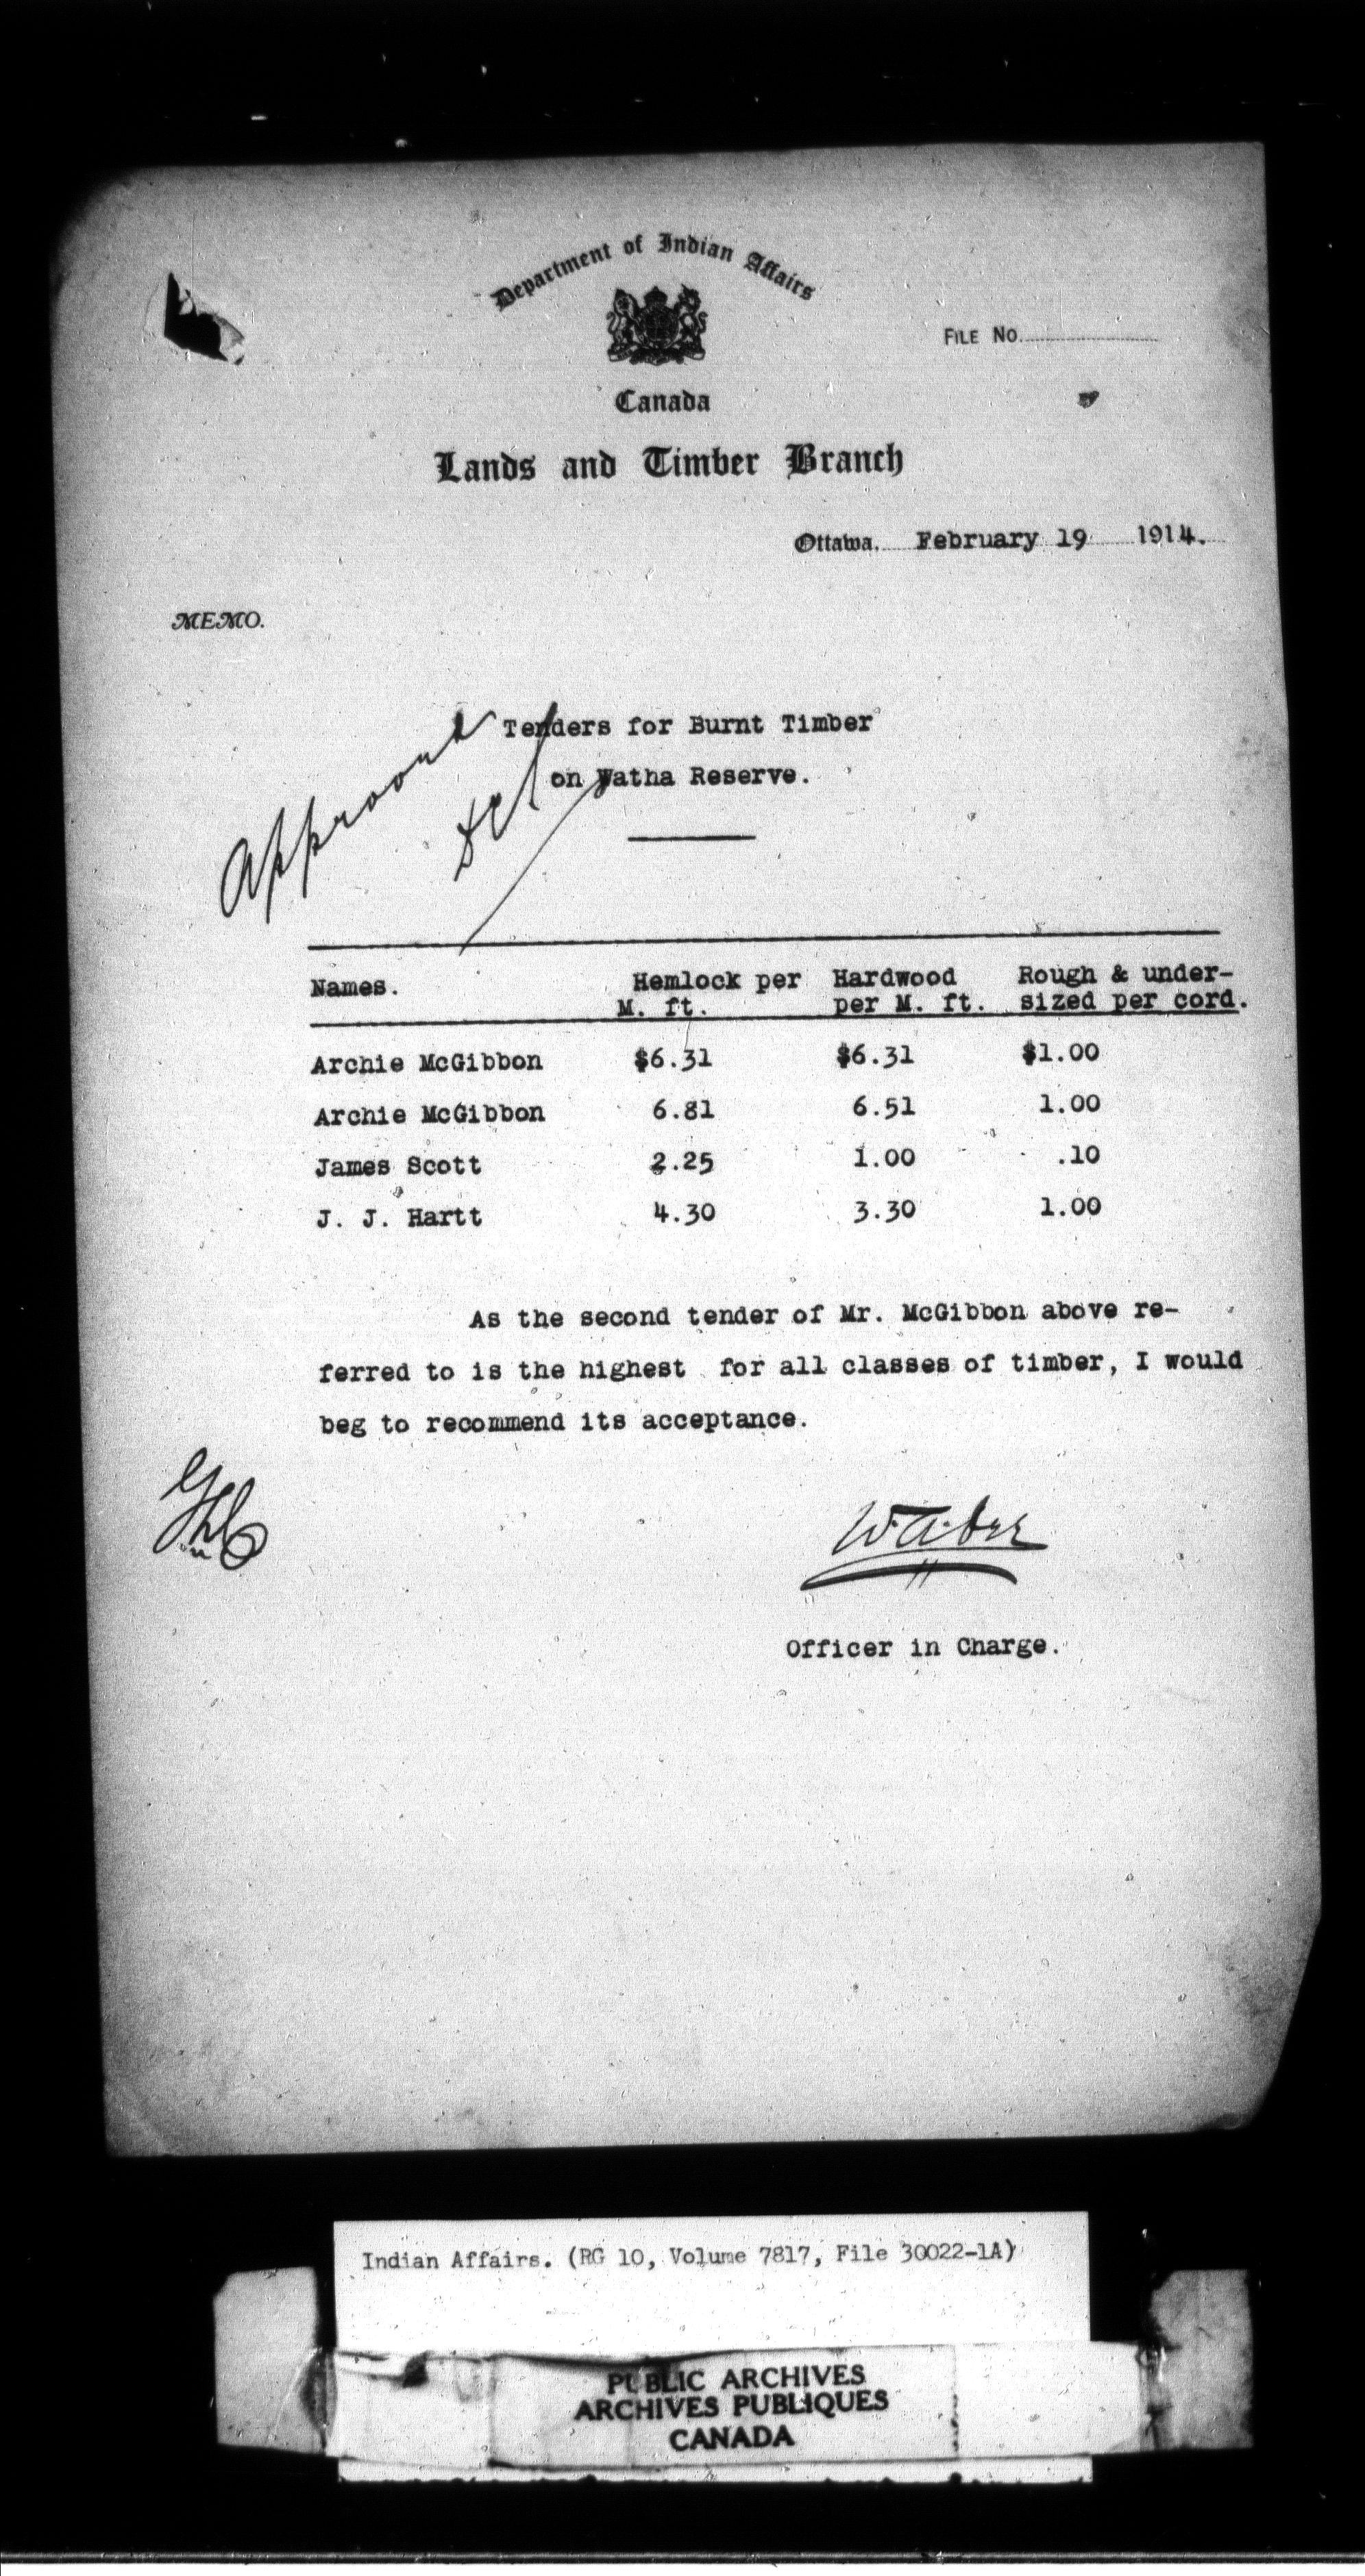 Department of Indian Affairs
FILE No.
Canada
Lands and Timber Branch
Ottawa, February 19 1914.
MEMO.
Approved
Tenders for Burnt Timber
on Watha Reserve.
Names. Hemlock per Hardwood Rough & under-
M. ft. per M. ft. sized per cord.
Archie McGibbon $6.31 $6.31 $1.00
Archie McGibbon 6.81 6.51 1.00
James Scott 2.25 1.00 .10
J. J. Hartt 4.30 3.30 1.00
As the second tender of Mr. McGibbon above re-
ferred to is the highest for all classes of timber, I would
beg to recommend its acceptance.
Officer in Charge.
Indian Affairs. (RG 10, Volume 7817, File 30022-1A)
PUBLIC ARCHIVES
ARCHIVES PUBLIQUES
CANADA